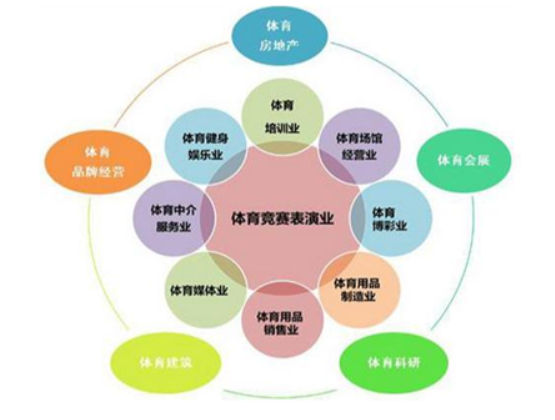 体育
房地产
体育
培训业
体育健身
娱乐业
体育场馆
经营业
体育
品牌经营
体育会展
体育中介
服务业
体育竞赛表演业
体育
博彩业
体育媒体业
体育用品
制造业
体育用品
销售业
体育建筑
体育科研